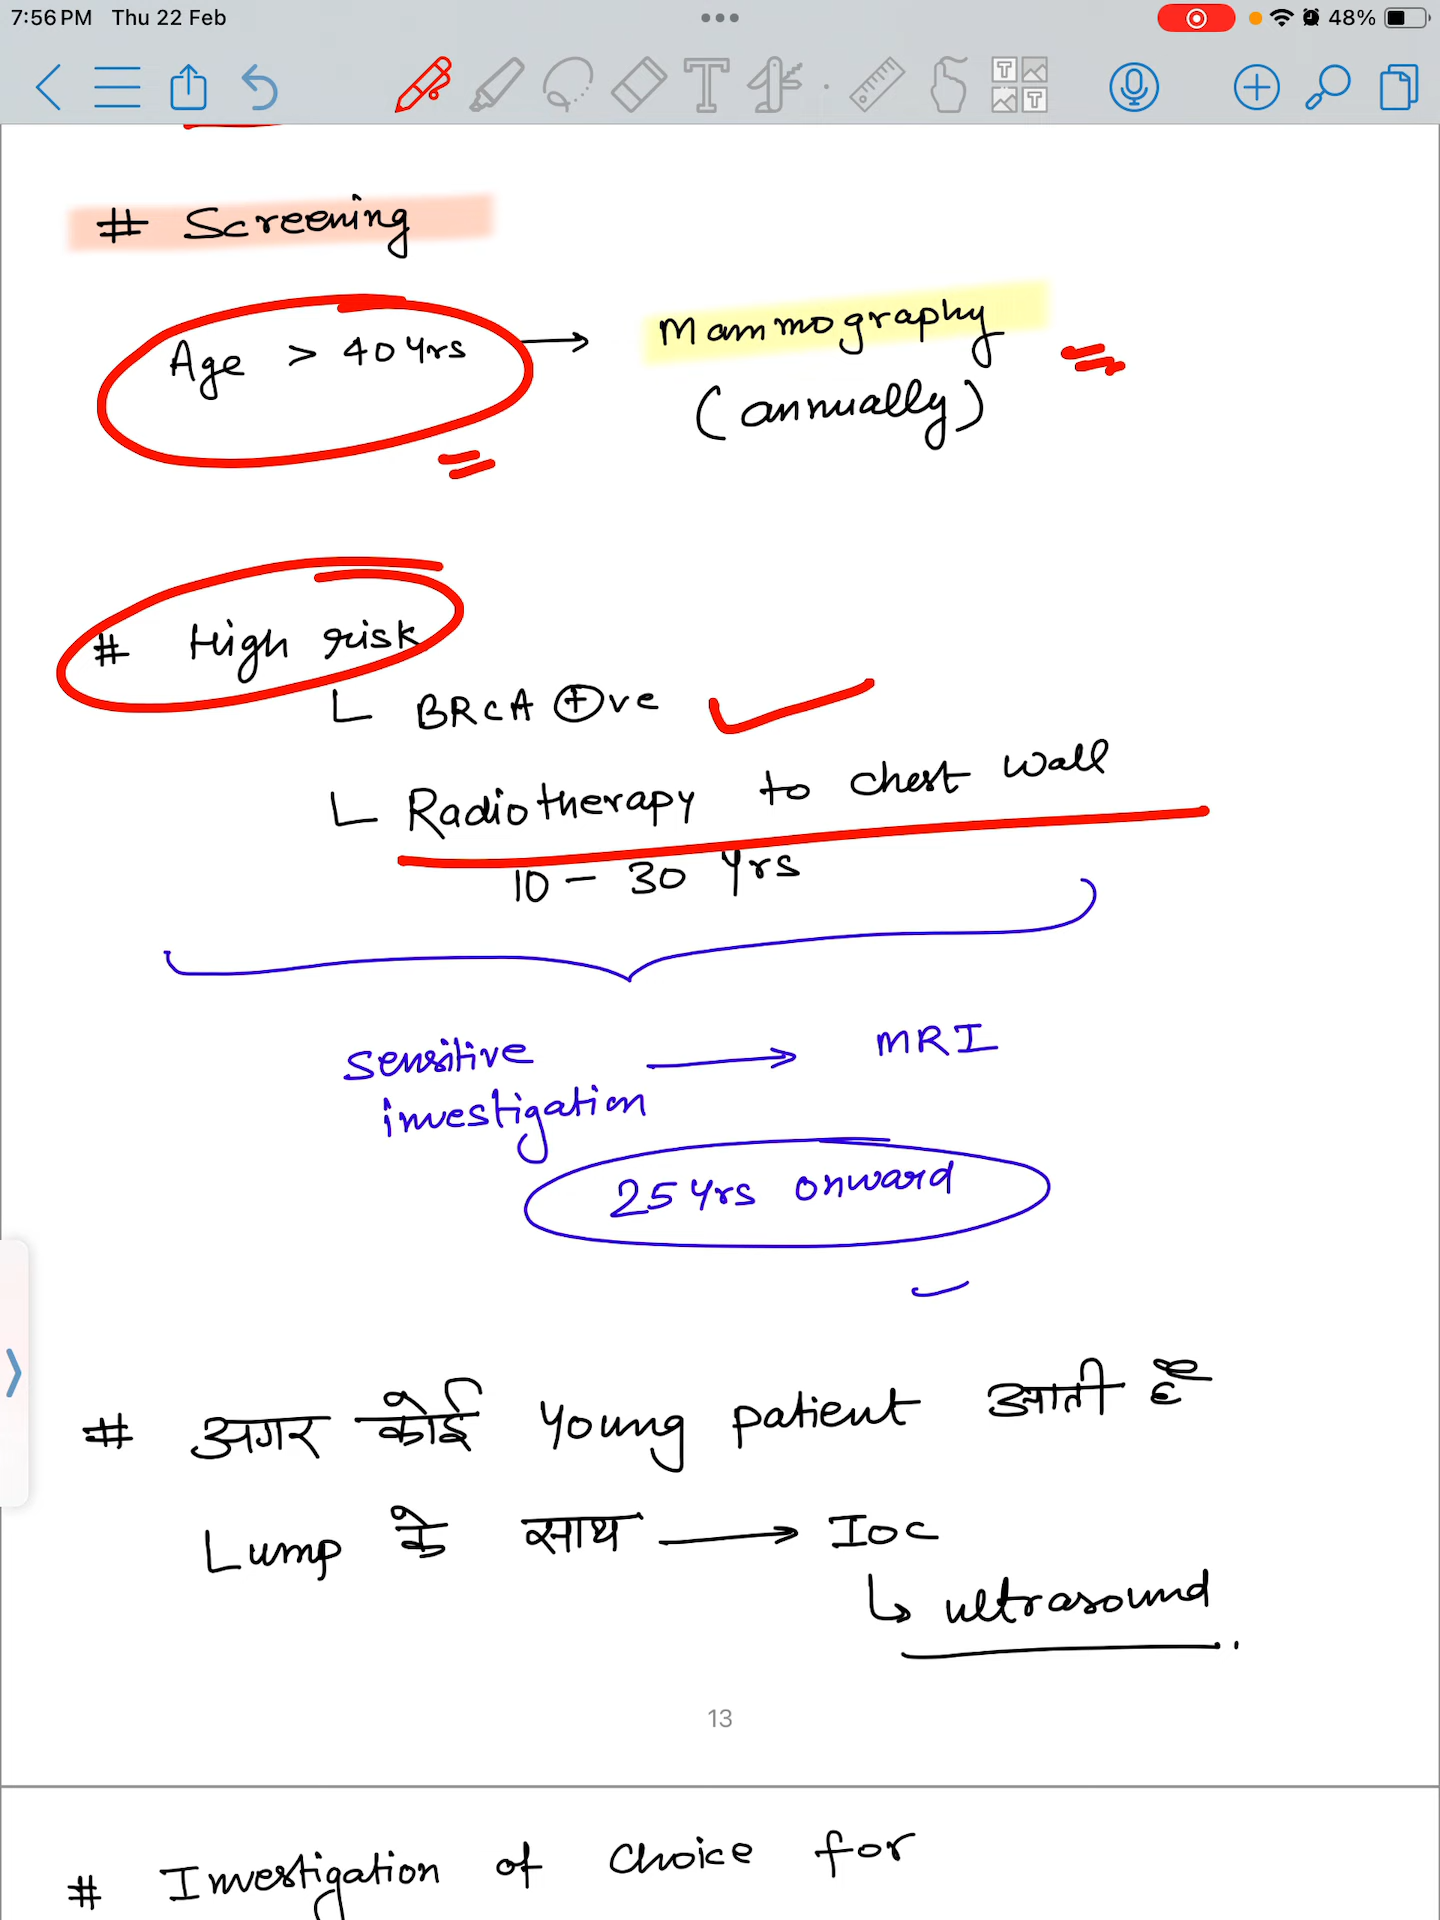 7:56 PM Thu 22 Feb 48%
# Screening
Age > 40 Yrs → Mammography
(annually)
# High risk
BRCA ⊕ve
Radiotherapy to chest wall
10 - 30 Yrs
Sensitive investigation → MRI
25 Yrs onward
# अगर कोई Young patient आती है
Lump के साथ → IOC
↳ ultrasound
13
# Investigation of choice for